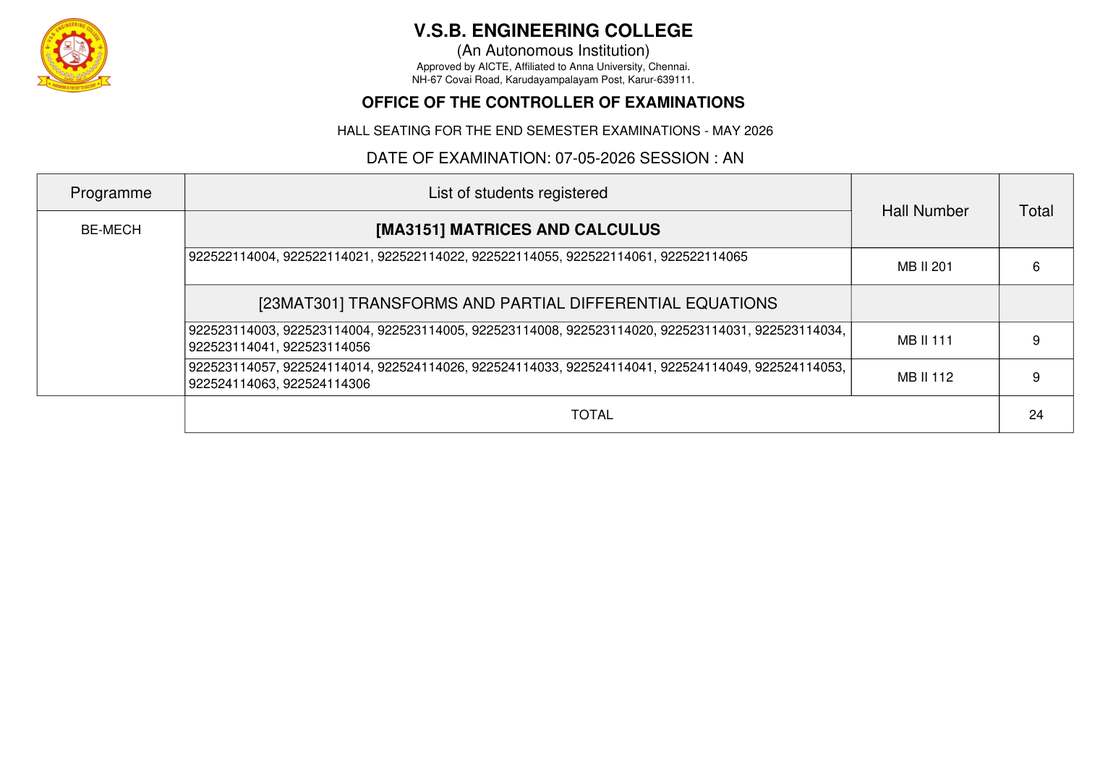 V.S.B. ENGINEERING COLLEGE
(An Autonomous Institution)
Approved by AICTE, Affiliated to Anna University, Chennai.
NH-67 Covai Road, Karudayampalayam Post, Karur-639111.
OFFICE OF THE CONTROLLER OF EXAMINATIONS
HALL SEATING FOR THE END SEMESTER EXAMINATIONS - MAY 2026
DATE OF EXAMINATION: 07-05-2026 SESSION : AN
Programme List of students registered Hall Number Total
BE-MECH [MA3151] MATRICES AND CALCULUS
922522114004, 922522114021, 922522114022, 922522114055, 922522114061, 922522114065 MB II 201 6
[23MAT301] TRANSFORMS AND PARTIAL DIFFERENTIAL EQUATIONS
922523114003, 922523114004, 922523114005, 922523114008, 922523114020, 922523114031, 922523114034,
922523114041, 922523114056 MB II 111 9
922523114057, 922524114014, 922524114026, 922524114033, 922524114041, 922524114049, 922524114053,
922524114063, 922524114306 MB II 112 9
TOTAL 24